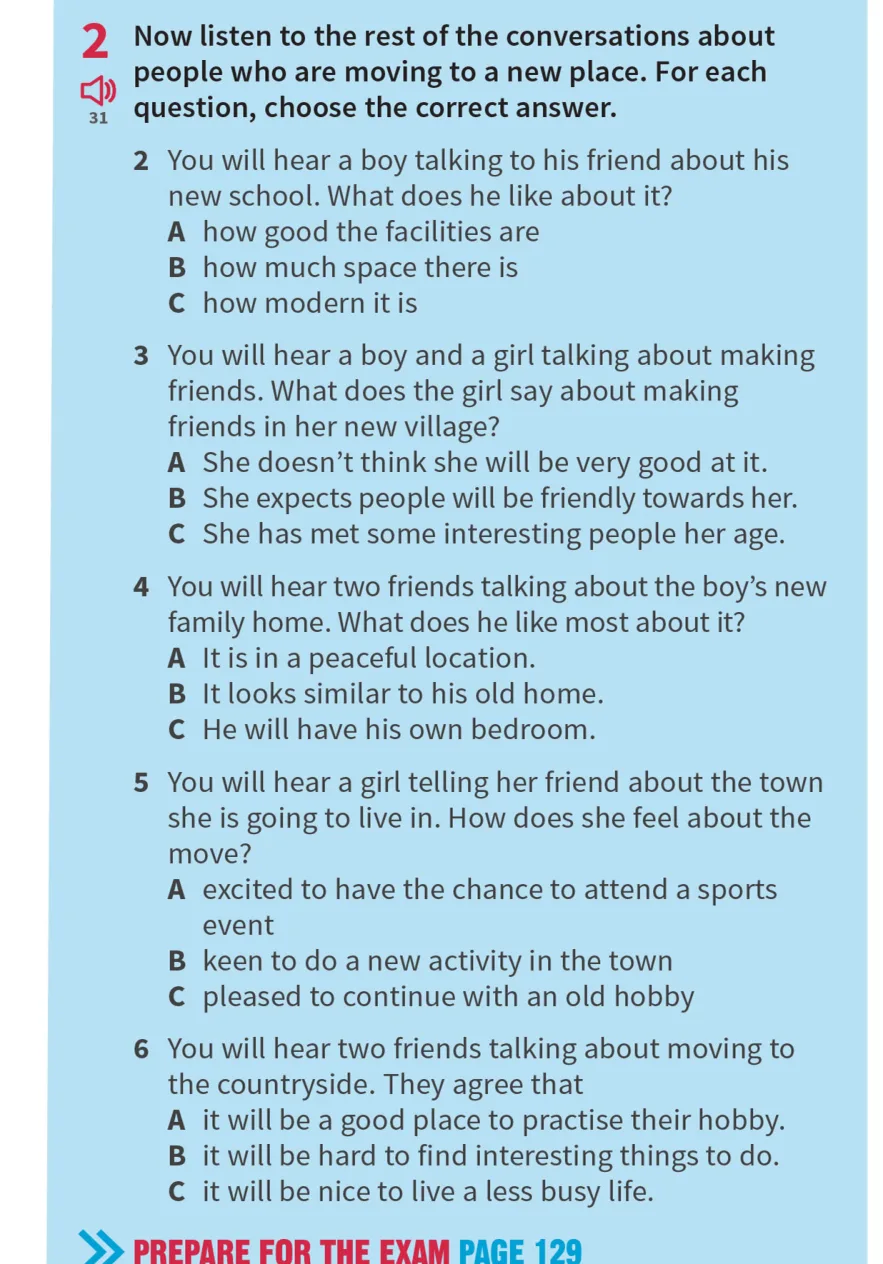 2 Now listen to the rest of the conversations about
people who are moving to a new place. For each
31 question, choose the correct answer.
2 You will hear a boy talking to his friend about his
new school. What does he like about it?
A how good the facilities are
B how much space there is
C how modern it is
3 You will hear a boy and a girl talking about making
friends. What does the girl say about making
friends in her new village?
A She doesn't think she will be very good at it.
B She expects people will be friendly towards her.
C She has met some interesting people her age.
4 You will hear two friends talking about the boy's new
family home. What does he like most about it?
A It is in a peaceful location.
B It looks similar to his old home.
C He will have his own bedroom.
5 You will hear a girl telling her friend about the town
she is going to live in. How does she feel about the
move?
A excited to have the chance to attend a sports
event
B keen to do a new activity in the town
C pleased to continue with an old hobby
6 You will hear two friends talking about moving to
the countryside. They agree that
A it will be a good place to practise their hobby.
B it will be hard to find interesting things to do.
C it will be nice to live a less busy life.
PREPARE FOR THE EXAM PAGE 129